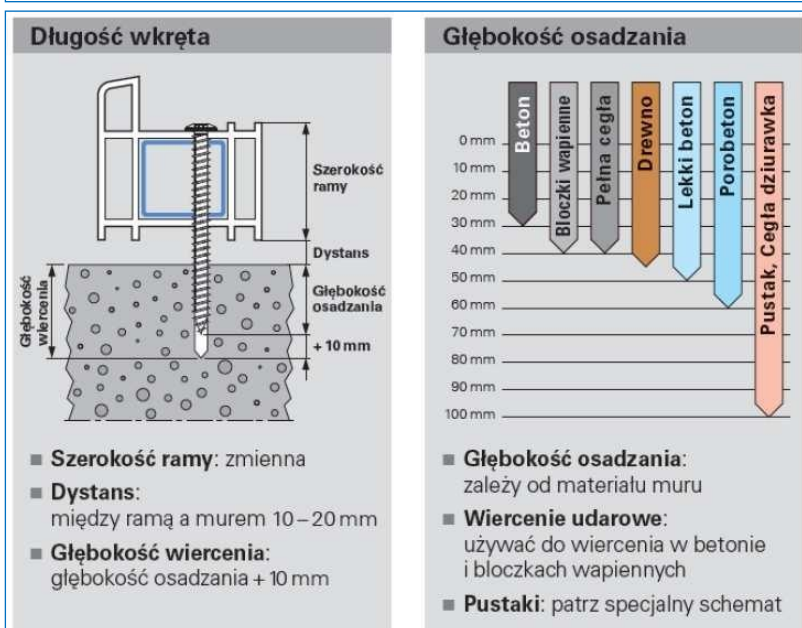 Długość wkręta
Szerokość
ramy
Dystans
Głębokość
osadzania
+ 10 mm
Głębokość
wiercenia
■ Szerokość ramy: zmienna
■ Dystans:
między ramą a murem 10 – 20 mm
■ Głębokość wiercenia:
głębokość osadzania + 10 mm
Głębokość osadzania
Beton
Bloczki wapienne
Pełna cegła
Drewno
Lekki beton
Porobeton
Pustak, Cegła dziurawka
0 mm
10 mm
20 mm
30 mm
40 mm
50 mm
60 mm
70 mm
80 mm
90 mm
100 mm
■ Głębokość osadzania:
zależy od materiału muru
■ Wiercenie udarowe:
używać do wiercenia w betonie
i bloczkach wapiennych
■ Pustaki: patrz specjalny schemat